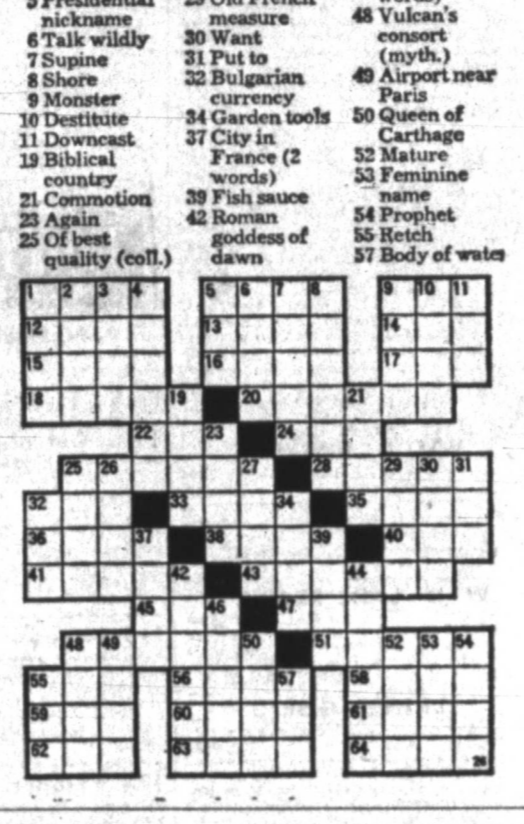 5 Presidential
nickname
6 Talk wildly
7 Supine
8 Shore
9 Monster
10 Destitute
11 Downcast
19 Biblical
country
21 Commotion
23 Again
25 Of best
quality (coll.)
29 Old French
measure
30 Want
31 Put to
32 Bulgarian
currency
34 Garden tools
37 City in
France (2
words)
39 Fish sauce
42 Roman
goddess of
dawn
words)
48 Vulcan's
consort
(myth.)
49 Airport near
Paris
50 Queen of
Carthage
52 Mature
53 Feminine
name
54 Prophet
55 Retch
57 Body of water
1 2 3 4 5 6 7 8 9 10 11
12 13 14
15 16 17
18 19 20 21
22 23 24
25 26 27 28 29 30 31
32 33 34 35
36 37 38 39 40
41 42 43 44
45 46 47
48 49 50 51 52 53 54
55 56 57 58
59 60 61
62 63 64
26